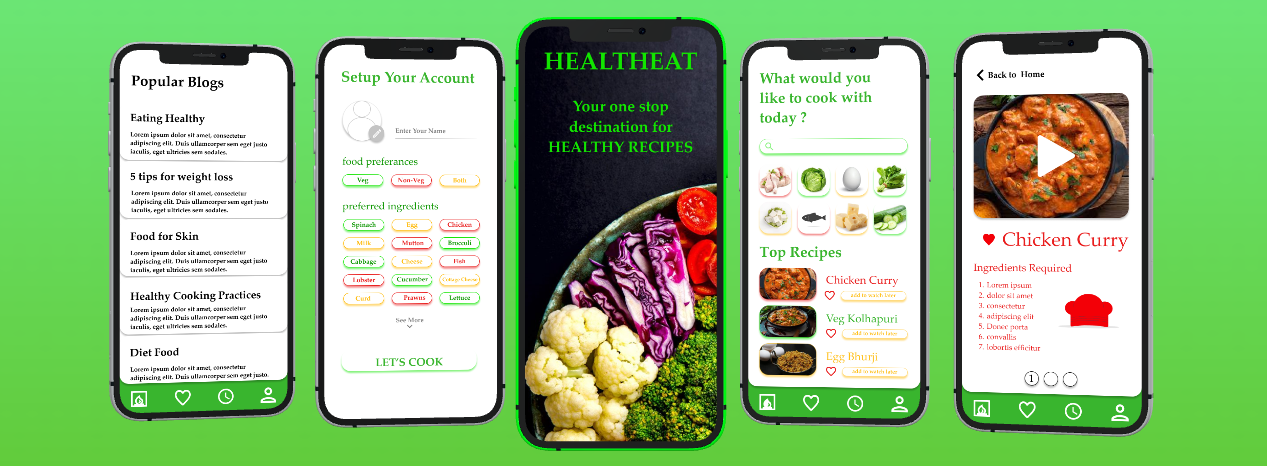 Popular Blogs
Eating Healthy
Lorem ipsum dolor sit amet, consectetur
adipiscing elit. Duis ullamcorper sem eget justo
iaculis, eget ultricies sem sodales.
5 tips for weight loss
Lorem ipsum dolor sit amet, consectetur
adipiscing elit. Duis ullamcorper sem eget justo
iaculis, eget ultricies sem sodales.
Food for Skin
Lorem ipsum dolor sit amet, consectetur
adipiscing elit. Duis ullamcorper sem eget justo
iaculis, eget ultricies sem sodales.
Healthy Cooking Practices
Lorem ipsum dolor sit amet, consectetur
adipiscing elit. Duis ullamcorper sem eget justo
iaculis, eget ultricies sem sodales.
Diet Food
Lorem ipsum dolor sit amet, consectetur
adipiscing elit. Duis ullamcorper sem eget justo.
Setup Your Account
Enter Your Name
food preferances
Veg Non-Veg Both
preferred ingredients
Spinach Egg Chicken
Milk Mutton Broccoli
Cabbage Cheese Fish
Lobster Cucumber Cottage Cheese
Curd Prawns Lettuce
See More
LET'S COOK
HEALTHEAT
Your one stop
destination for
HEALTHY RECIPES
What would you
like to cook with
today ?
Top Recipes
Chicken Curry
add to watch later
Veg Kolhapuri
add to watch later
Egg Bhurji
add to watch later
Back to Home
Chicken Curry
Ingredients Required
1. Lorem ipsum
2. dolor sit amet
3. consectetur
4. adipiscing elit
5. Donec porta
6. convallis
7. lobortis efficitur
1